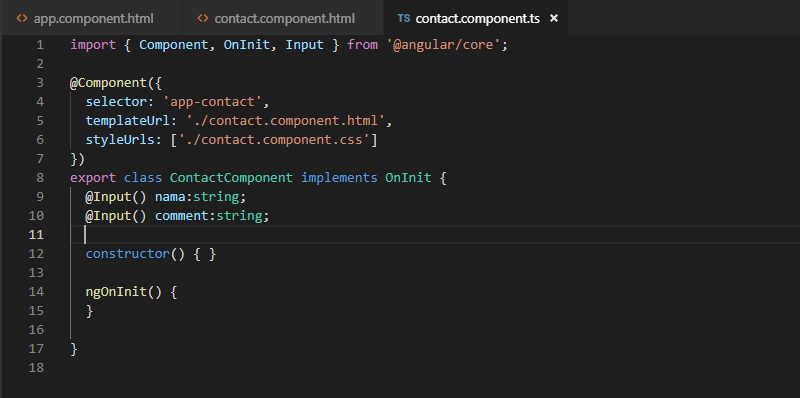 <> app.component.html <> contact.component.html TS contact.component.ts ×
1 import { Component, OnInit, Input } from '@angular/core';
2
3 @Component({
4   selector: 'app-contact',
5   templateUrl: './contact.component.html',
6   styleUrls: ['./contact.component.css']
7 })
8 export class ContactComponent implements OnInit {
9   @Input() nama:string;
10   @Input() comment:string;
11
12   constructor() { }
13
14   ngOnInit() {
15   }
16
17 }
18